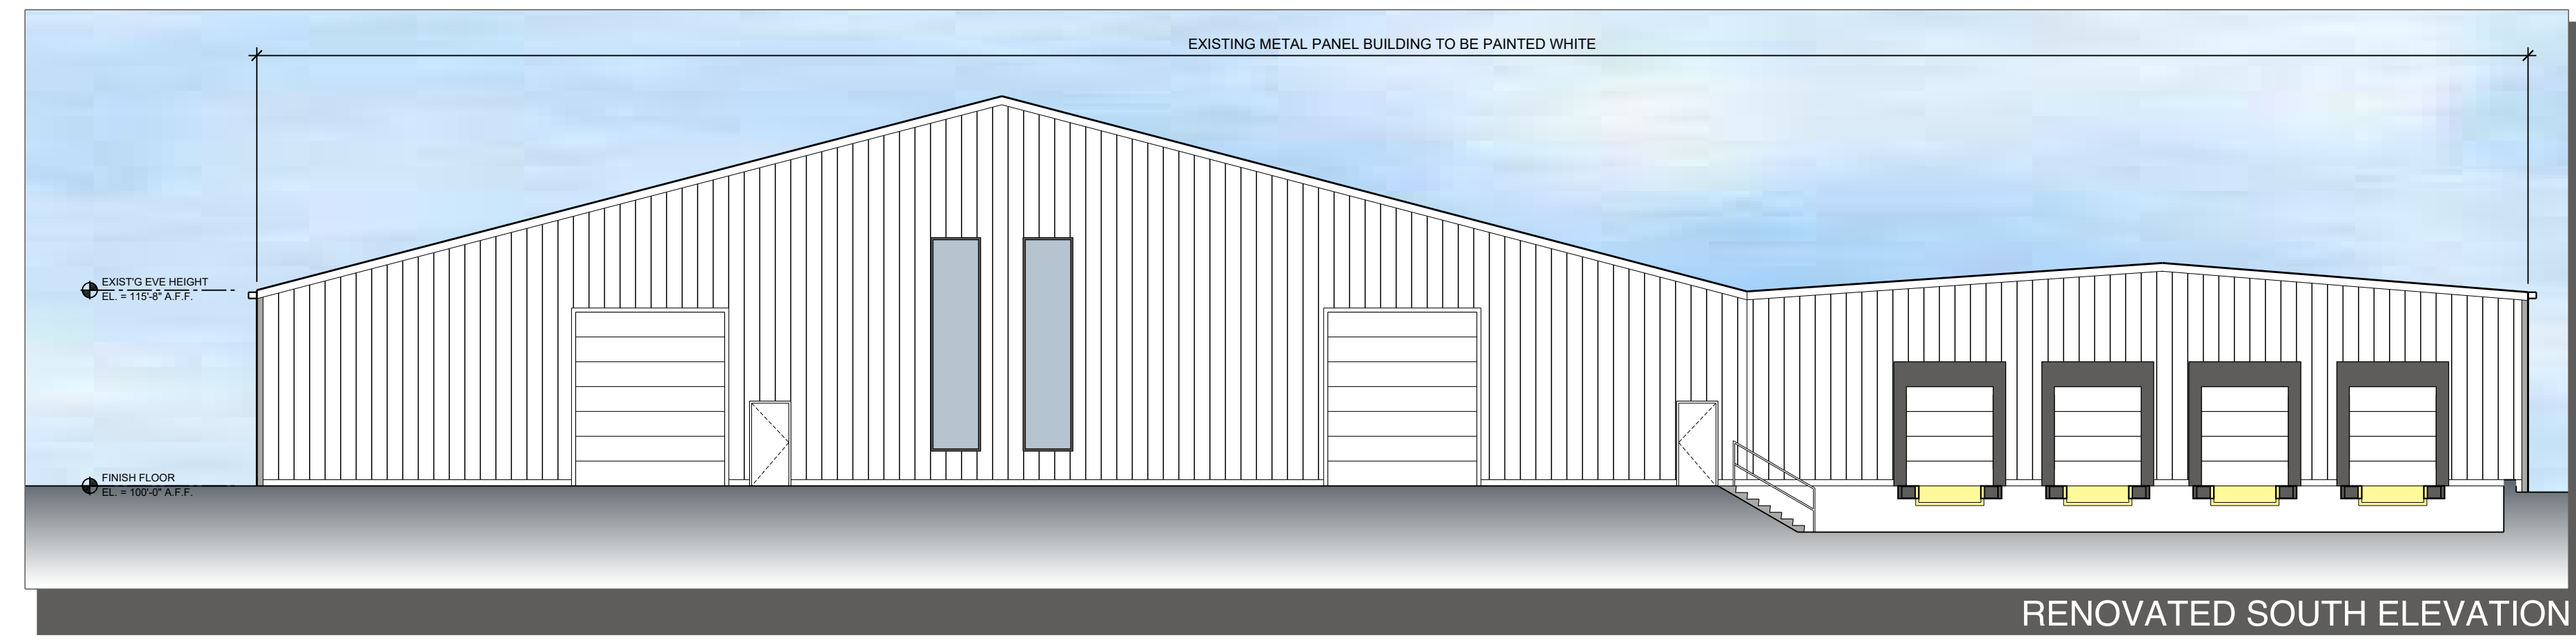 EXISTING METAL PANEL BUILDING TO BE PAINTED WHITE
EXIST'G EVE HEIGHT
EL. = 115'-8" A.F.F.
FINISH FLOOR
EL. = 100'-0" A.F.F.
RENOVATED SOUTH ELEVATION